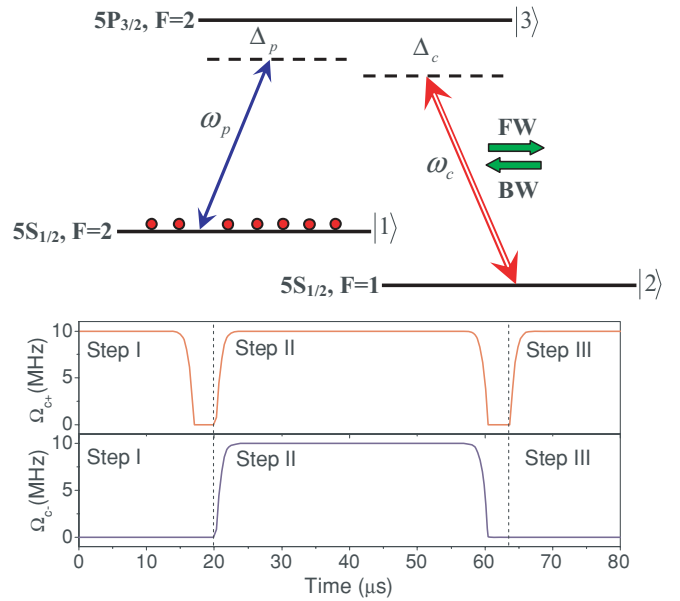 5P3/2, F=2
|3⟩
Δp
Δc
ωp
ωc
FW
BW
5S1/2, F=2
|1⟩
5S1/2, F=1
|2⟩
10
5
0
Ωc+(MHz)
Step I
Step II
Step III
10
5
0
Ωc-(MHz)
Step I
Step II
Step III
0 10 20 30 40 50 60 70 80
Time (μs)